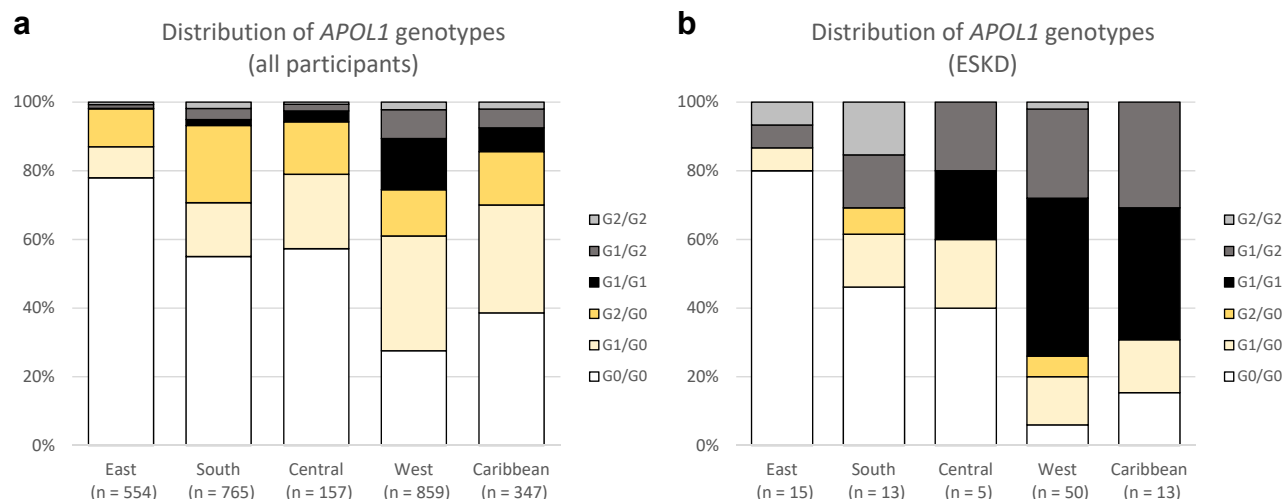 a
Distribution of APOL1 genotypes
(all participants)
100%
80%
60%
40%
20%
0%
East
(n = 554)
South
(n = 765)
Central
(n = 157)
West
(n = 859)
Caribbean
(n = 347)
G2/G2
G1/G2
G1/G1
G2/G0
G1/G0
G0/G0
b
Distribution of APOL1 genotypes
(ESKD)
100%
80%
60%
40%
20%
0%
East
(n = 15)
South
(n = 13)
Central
(n = 5)
West
(n = 50)
Caribbean
(n = 13)
G2/G2
G1/G2
G1/G1
G2/G0
G1/G0
G0/G0